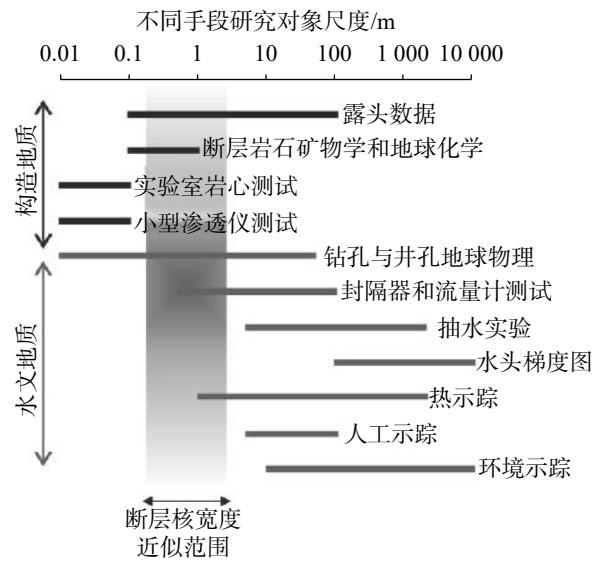 不同手段研究对象尺度/m
0.01 0.1 1 10 100 1 000 10 000
构造地质
露头数据
断层岩石矿物学和地球化学
实验室岩心测试
小型渗透仪测试
钻孔与井孔地球物理
水文地质
封隔器和流量计测试
抽水实验
水头梯度图
热示踪
人工示踪
环境示踪
断层核宽度
近似范围